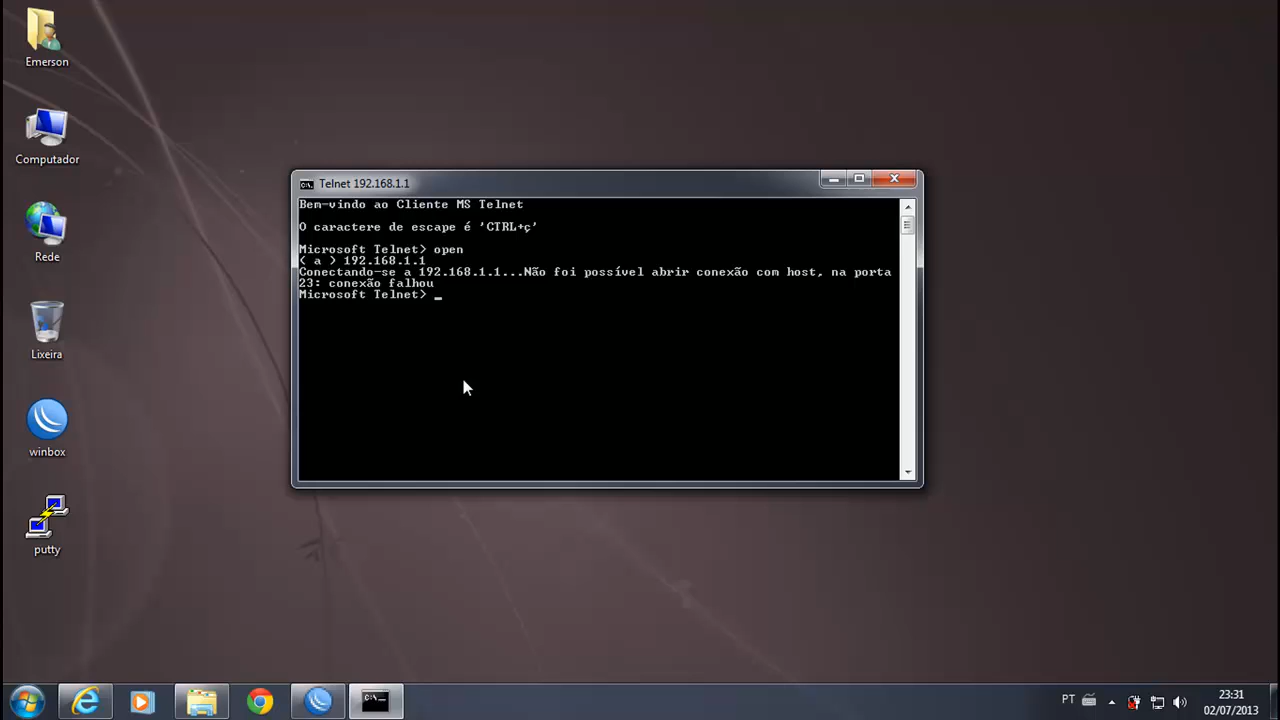 Emerson
Computador
Rede
Lixeira
winbox
putty
Telnet 192.168.1.1
Bem-vindo ao Cliente MS Telnet
O caractere de escape é 'CTRL+ç'
Microsoft Telnet> open
( a ) 192.168.1.1
Conectando-se a 192.168.1.1...Não foi possível abrir conexão com host, na porta
23: conexão falhou
Microsoft Telnet> _
PT
23:31
02/07/2013